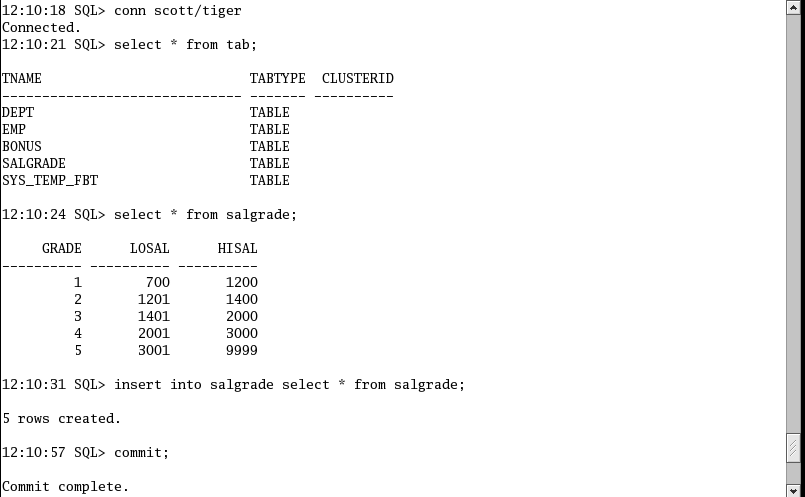 12:10:18 SQL> conn scott/tiger
Connected.
12:10:21 SQL> select * from tab;
TNAME                          TABTYPE  CLUSTERID
------------------------------ ------- ----------
DEPT                           TABLE
EMP                            TABLE
BONUS                          TABLE
SALGRADE                       TABLE
SYS_TEMP_FBT                   TABLE
12:10:24 SQL> select * from salgrade;
     GRADE      LOSAL      HISAL
---------- ---------- ----------
         1        700       1200
         2       1201       1400
         3       1401       2000
         4       2001       3000
         5       3001       9999
12:10:31 SQL> insert into salgrade select * from salgrade;
5 rows created.
12:10:57 SQL> commit;
Commit complete.